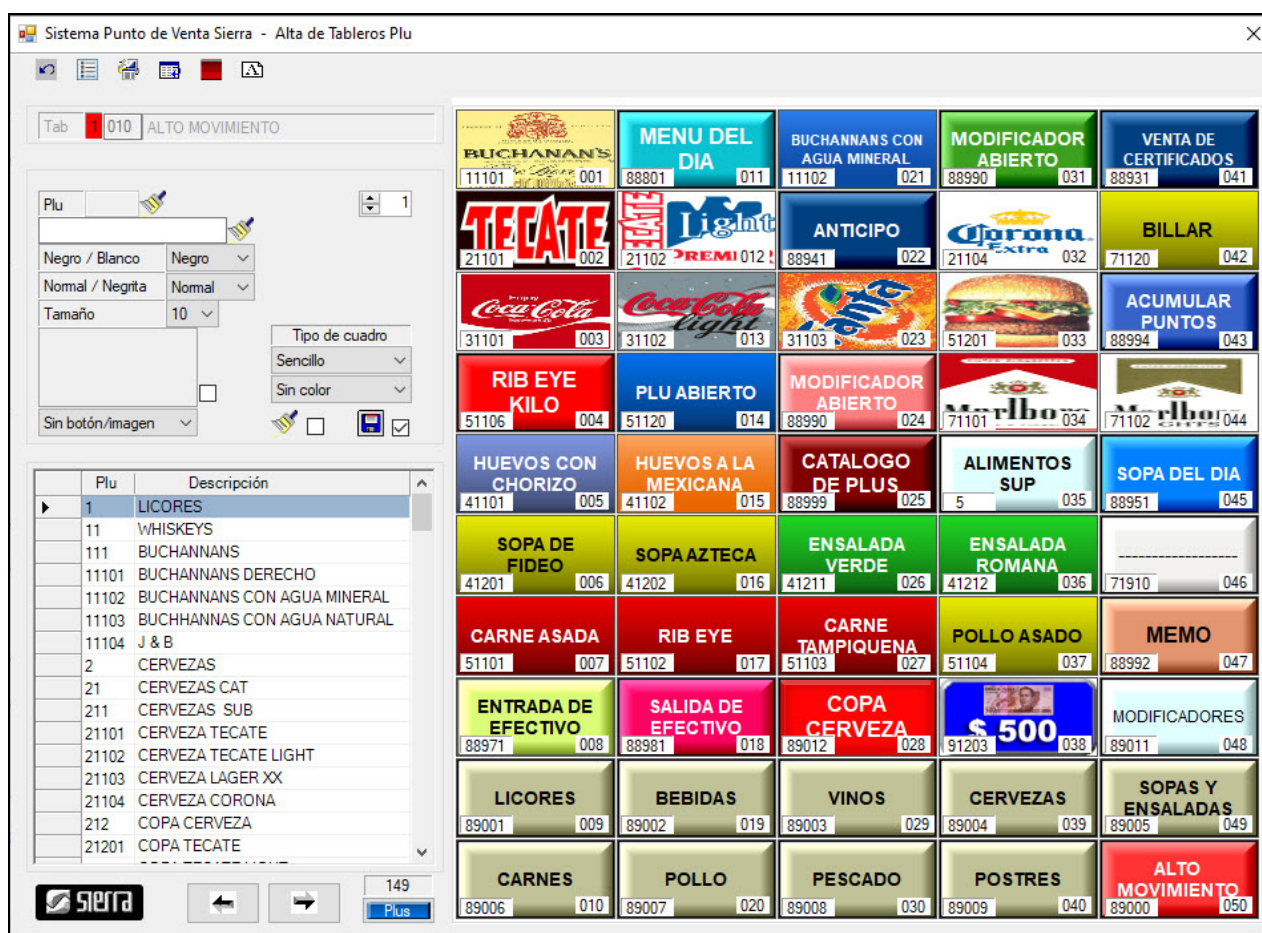 Sistema Punto de Venta Sierra - Alta de Tableros Plu
Tab 1 010 ALTO MOVIMIENTO
Plu
1
Negro / Blanco Negro
Normal / Negrita Normal
Tamaño 10
Tipo de cuadro
Sencillo
Sin color
Sin botón/imagen
Plu Descripción
1 LICORES
11 WHISKEYS
111 BUCHANNANS
11101 BUCHANNANS DERECHO
11102 BUCHANNANS CON AGUA MINERAL
11103 BUCHHANNAS CON AGUA NATURAL
11104 J & B
2 CERVEZAS
21 CERVEZAS CAT
211 CERVEZAS SUB
21101 CERVEZA TECATE
21102 CERVEZA TECATE LIGHT
21103 CERVEZA LAGER XX
21104 CERVEZA CORONA
212 COPA CERVEZA
21201 COPA TECATE
sierra
149
Plus
BUCHANAN'S
11101 001
MENU DEL
DIA
88801 011
BUCHANNANS CON
AGUA MINERAL
11102 021
MODIFICADOR
ABIERTO
88990 031
VENTA DE
CERTIFICADOS
88931 041
TECATE
21101 002
TECATE Light
PREMI
21102 012
ANTICIPO
88941 022
Corona
Extra
21104 032
BILLAR
71120 042
Enjoy
Coca-Cola
31101 003
Coca-Cola
light
31102 013
Fanta
31103 023
51201 033
ACUMULAR
PUNTOS
88994 043
RIB EYE
KILO
51106 004
PLU ABIERTO
51120 014
MODIFICADOR
ABIERTO
88990 024
Marlboro
71101 034
Marlboro
71102 044
HUEVOS CON
CHORIZO
41101 005
HUEVOS A LA
MEXICANA
41102 015
CATALOGO
DE PLUS
88999 025
ALIMENTOS
SUP
5 035
SOPA DEL DIA
88951 045
SOPA DE
FIDEO
41201 006
SOPA AZTECA
41202 016
ENSALADA
VERDE
41211 026
ENSALADA
ROMANA
41212 036
------------------
71910 046
CARNE ASADA
51101 007
RIB EYE
51102 017
CARNE
TAMPIQUENA
51103 027
POLLO ASADO
51104 037
MEMO
88992 047
ENTRADA DE
EFECTIVO
88971 008
SALIDA DE
EFECTIVO
88981 018
COPA
CERVEZA
89012 028
$ 500
91203 038
MODIFICADORES
89011 048
LICORES
89001 009
BEBIDAS
89002 019
VINOS
89003 029
CERVEZAS
89004 039
SOPAS Y
ENSALADAS
89005 049
CARNES
89006 010
POLLO
89007 020
PESCADO
89008 030
POSTRES
89009 040
ALTO
MOVIMIENTO
89000 050